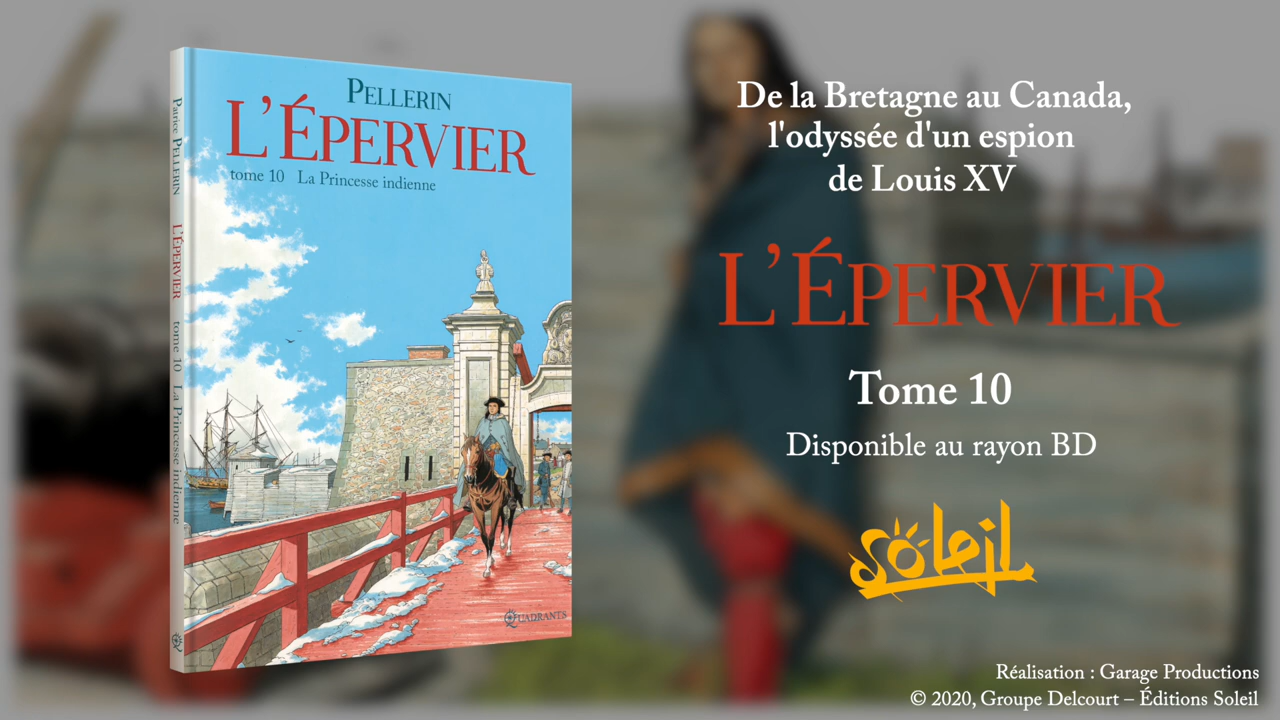 PELLERIN
L'ÉPERVIER
tome 10 La Princesse indienne
Patrice PELLERIN L'ÉPERVIER tome 10 La Princesse indienne
QUADRANTS
De la Bretagne au Canada,
l'odyssée d'un espion
de Louis XV
L'ÉPERVIER
Tome 10
Disponible au rayon BD
soleil
Réalisation : Garage Productions
© 2020, Groupe Delcourt – Éditions Soleil